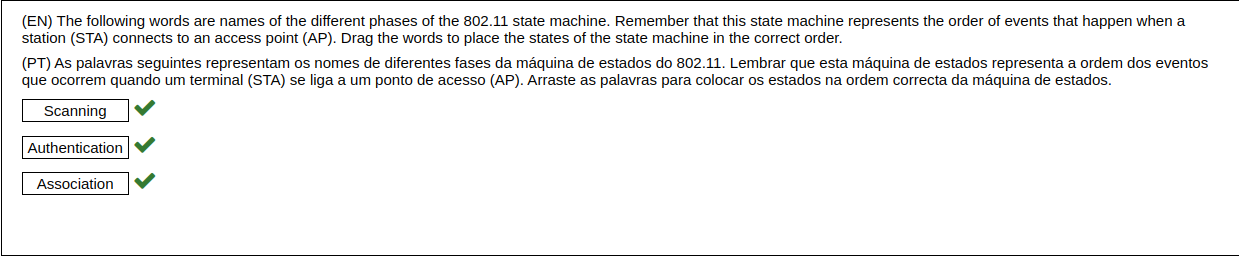 (EN) The following words are names of the different phases of the 802.11 state machine. Remember that this state machine represents the order of events that happen when a
station (STA) connects to an access point (AP). Drag the words to place the states of the state machine in the correct order.
(PT) As palavras seguintes representam os nomes de diferentes fases da máquina de estados do 802.11. Lembrar que esta máquina de estados representa a ordem dos eventos
que ocorrem quando um terminal (STA) se liga a um ponto de acesso (AP). Arraste as palavras para colocar os estados na ordem correcta da máquina de estados.
Scanning
Authentication
Association